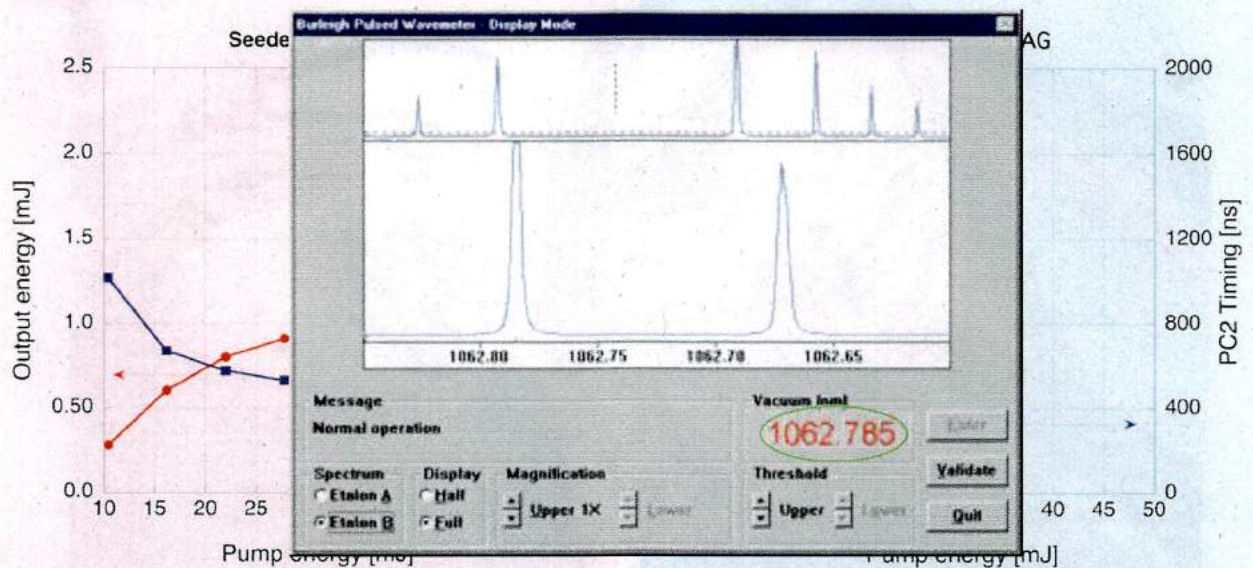 Burleigh Pulsed Wavemeter - Display Mode
Seede
AG
2.5
2.0
1.5
1.0
0.50
0.0
Output energy [mJ]
10
15
20
25
Pump energy [mJ]
1062.80
1062.75
1062.70
1062.65
Message
Normal operation
Vacuum (nm)
1062.785
Enter
Spectrum
Etalon A
Etalon B
Display
Half
Full
Magnification
Upper 1X
Lower
Threshold
Upper
Lower
Validate
Quit
2000
1600
1200
800
400
0
PC2 Timing [ns]
40
45
50
Pump energy [mJ]